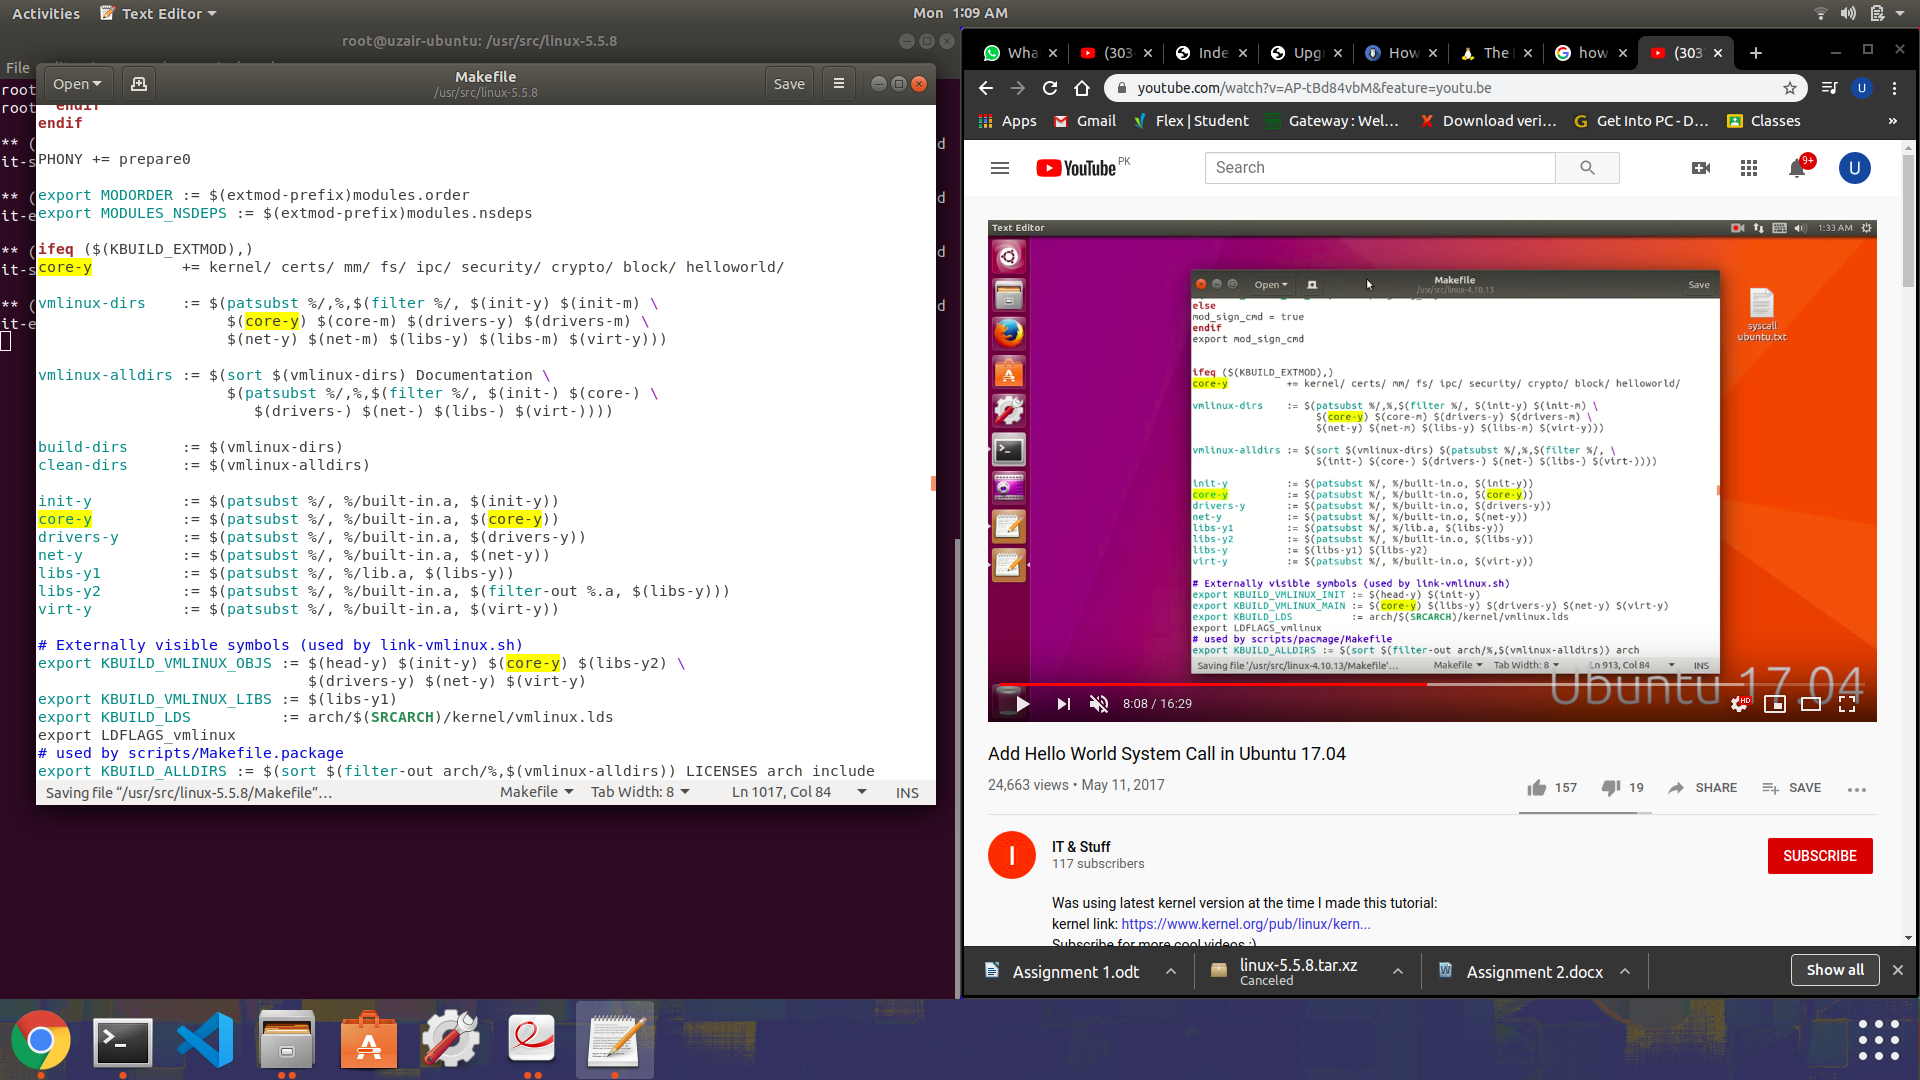 Activities
Text Editor
Mon 1:09 AM
root@uzair-ubuntu: /usr/src/linux-5.5.8
File
root
root
** (
it-s
** (
it-e
** (
it-s
** (
it-e
d
d
d
d
Open
Makefile
/usr/src/linux-5.5.8
Save
endif
endif
PHONY += prepare0
export MODORDER := $(extmod-prefix)modules.order
export MODULES_NSDEPS := $(extmod-prefix)modules.nsdeps
ifeq ($(KBUILD_EXTMOD),)
core-y += kernel/ certs/ mm/ fs/ ipc/ security/ crypto/ block/ helloworld/
vmlinux-dirs := $(patsubst %/,%,$(filter %/, $(init-y) $(init-m) \
$(core-y) $(core-m) $(drivers-y) $(drivers-m) \
$(net-y) $(net-m) $(libs-y) $(libs-m) $(virt-y)))
vmlinux-alldirs := $(sort $(vmlinux-dirs) Documentation \
$(patsubst %/,%,$(filter %/, $(init-) $(core-) \
$(drivers-) $(net-) $(libs-) $(virt-))))
build-dirs := $(vmlinux-dirs)
clean-dirs := $(vmlinux-alldirs)
init-y := $(patsubst %/, %/built-in.a, $(init-y))
core-y := $(patsubst %/, %/built-in.a, $(core-y))
drivers-y := $(patsubst %/, %/built-in.a, $(drivers-y))
net-y := $(patsubst %/, %/built-in.a, $(net-y))
libs-y1 := $(patsubst %/, %/lib.a, $(libs-y))
libs-y2 := $(patsubst %/, %/built-in.a, $(filter-out %.a, $(libs-y)))
virt-y := $(patsubst %/, %/built-in.a, $(virt-y))
# Externally visible symbols (used by link-vmlinux.sh)
export KBUILD_VMLINUX_OBJS := $(head-y) $(init-y) $(core-y) $(libs-y2) \
$(drivers-y) $(net-y) $(virt-y)
export KBUILD_VMLINUX_LIBS := $(libs-y1)
export KBUILD_LDS := arch/$(SRCARCH)/kernel/vmlinux.lds
export LDFLAGS_vmlinux
# used by scripts/Makefile.package
export KBUILD_ALLDIRS := $(sort $(filter-out arch/%,$(vmlinux-alldirs)) LICENSES arch include
Saving file “/usr/src/linux-5.5.8/Makefile”…
Makefile
Tab Width: 8
Ln 1017, Col 84
INS
Wha
(303
Inde
Upgr
How
The
how
(303
youtube.com/watch?v=AP-tBd84vbM&feature=youtu.be
U
Apps
Gmail
Flex | Student
Gateway : Wel...
Download veri...
Get Into PC - D...
Classes
»
YouTube PK
Search
9+
U
Text Editor
1:33 AM
Open
Makefile
/usr/src/linux-4.10.13
Save
else
mod_sign_cmd = true
endif
export mod_sign_cmd
ifeq ($(KBUILD_EXTMOD),)
core-y += kernel/ certs/ mm/ fs/ ipc/ security/ crypto/ block/ helloworld/
vmlinux-dirs := $(patsubst %/,%,$(filter %/, $(init-y) $(init-m) \
$(core-y) $(core-m) $(drivers-y) $(drivers-m) \
$(net-y) $(net-m) $(libs-y) $(libs-m) $(virt-y)))
vmlinux-alldirs := $(sort $(vmlinux-dirs) $(patsubst %/,%,$(filter %/, \
$(init-) $(core-) $(drivers-) $(net-) $(libs-) $(virt-))))
init-y := $(patsubst %/, %/built-in.o, $(init-y))
core-y := $(patsubst %/, %/built-in.o, $(core-y))
drivers-y := $(patsubst %/, %/built-in.o, $(drivers-y))
net-y := $(patsubst %/, %/built-in.o, $(net-y))
libs-y1 := $(patsubst %/, %/lib.a, $(libs-y))
libs-y2 := $(patsubst %/, %/built-in.o, $(libs-y))
libs-y := $(libs-y1) $(libs-y2)
virt-y := $(patsubst %/, %/built-in.o, $(virt-y))
# Externally visible symbols (used by link-vmlinux.sh)
export KBUILD_VMLINUX_INIT := $(head-y) $(init-y)
export KBUILD_VMLINUX_MAIN := $(core-y) $(libs-y) $(drivers-y) $(net-y) $(virt-y)
export KBUILD_LDS := arch/$(SRCARCH)/kernel/vmlinux.lds
export LDFLAGS_vmlinux
# used by scripts/pacmage/Makefile
export KBUILD_ALLDIRS := $(sort $(filter-out arch/%,$(vmlinux-alldirs)) arch
Saving file '/usr/src/linux-4.10.13/Makefile'...
Makefile
Tab Width: 8
Ln 913, Col 84
INS
syscall
ubuntu.txt
Ubuntu 17.04
8:08 / 16:29
HD
Add Hello World System Call in Ubuntu 17.04
24,663 views • May 11, 2017
157
19
SHARE
SAVE
I
IT & Stuff
117 subscribers
SUBSCRIBE
Was using latest kernel version at the time I made this tutorial:
kernel link: https://www.kernel.org/pub/linux/kern...
Subscribe for more cool videos :)
Assignment 1.odt
linux-5.5.8.tar.xz
Canceled
Assignment 2.docx
Show all